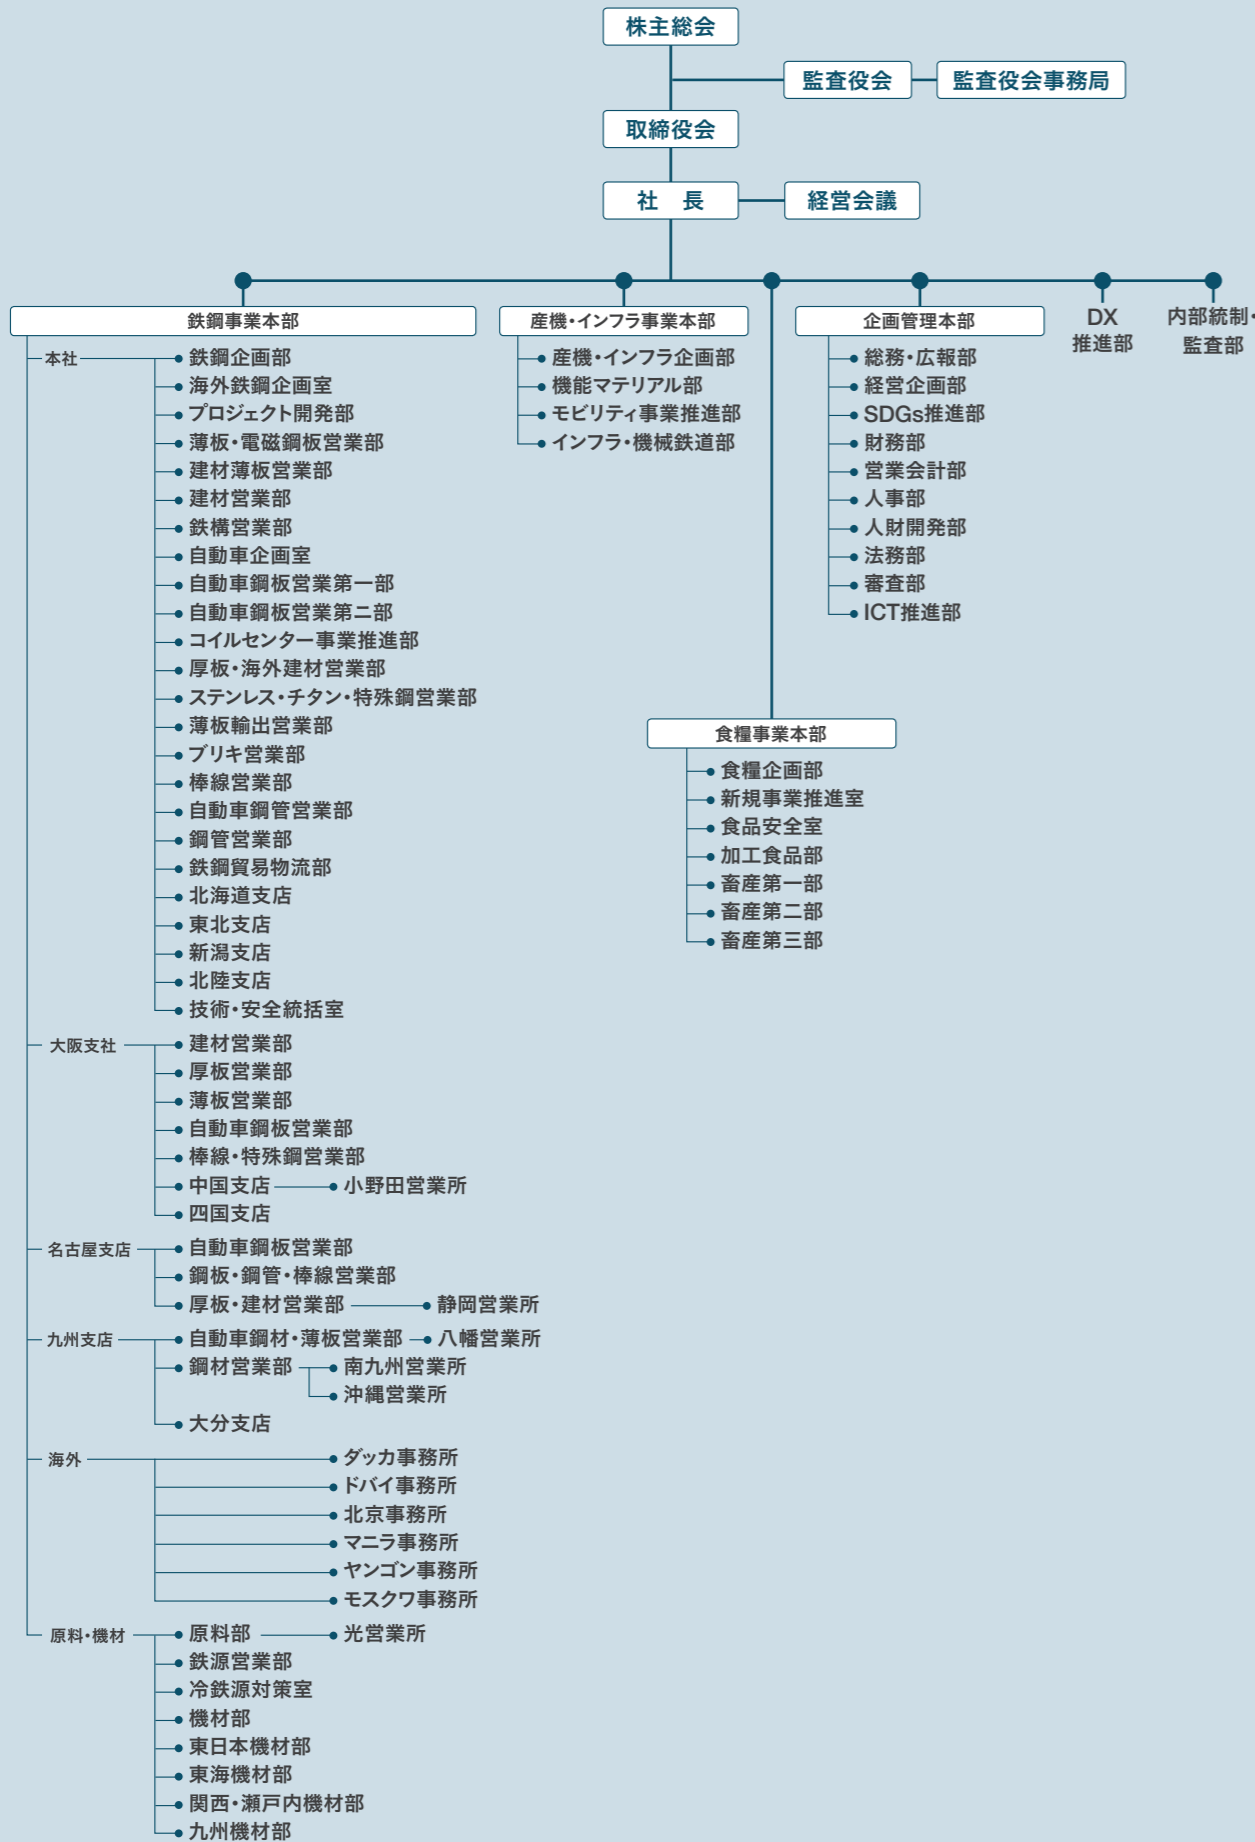 株主総会
監査役会
監査役会事務局
取締役会
社　長
経営会議
鉄鋼事業本部
本社
鉄鋼企画部
海外鉄鋼企画室
プロジェクト開発部
薄板・電磁鋼板営業部
建材薄板営業部
建材営業部
鉄構営業部
自動車企画室
自動車鋼板営業第一部
自動車鋼板営業第二部
コイルセンター事業推進部
厚板・海外建材営業部
ステンレス・チタン・特殊鋼営業部
薄板輸出営業部
ブリキ営業部
棒線営業部
自動車鋼管営業部
鋼管営業部
鉄鋼貿易物流部
北海道支店
東北支店
新潟支店
北陸支店
技術・安全統括室
大阪支社
建材営業部
厚板営業部
薄板営業部
自動車鋼板営業部
棒線・特殊鋼営業部
中国支店
小野田営業所
四国支店
名古屋支店
自動車鋼板営業部
鋼板・鋼管・棒線営業部
厚板・建材営業部
静岡営業所
九州支店
自動車鋼材・薄板営業部
八幡営業所
鋼材営業部
南九州営業所
沖縄営業所
大分支店
海外
ダッカ事務所
ドバイ事務所
北京事務所
マニラ事務所
ヤンゴン事務所
モスクワ事務所
原料・機材
原料部
光営業所
鉄源営業部
冷鉄源対策室
機材部
東日本機材部
東海機材部
関西・瀬戸内機材部
九州機材部
産機・インフラ事業本部
産機・インフラ企画部
機能マテリアル部
モビリティ事業推進部
インフラ・機械鉄道部
食糧事業本部
食糧企画部
新規事業推進室
食品安全室
加工食品部
畜産第一部
畜産第二部
畜産第三部
企画管理本部
総務・広報部
経営企画部
SDGs推進部
財務部
営業会計部
人事部
人財開発部
法務部
審査部
ICT推進部
DX
推進部
内部統制・
監査部